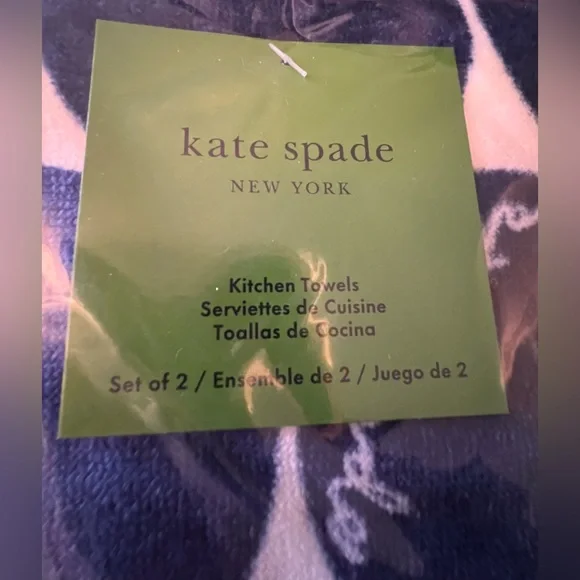 kate spade
NEW YORK
Kitchen Towels
Serviettes de Cuisine
Toallas de Cocina
Set of 2 / Ensemble de 2 / Juego de 2